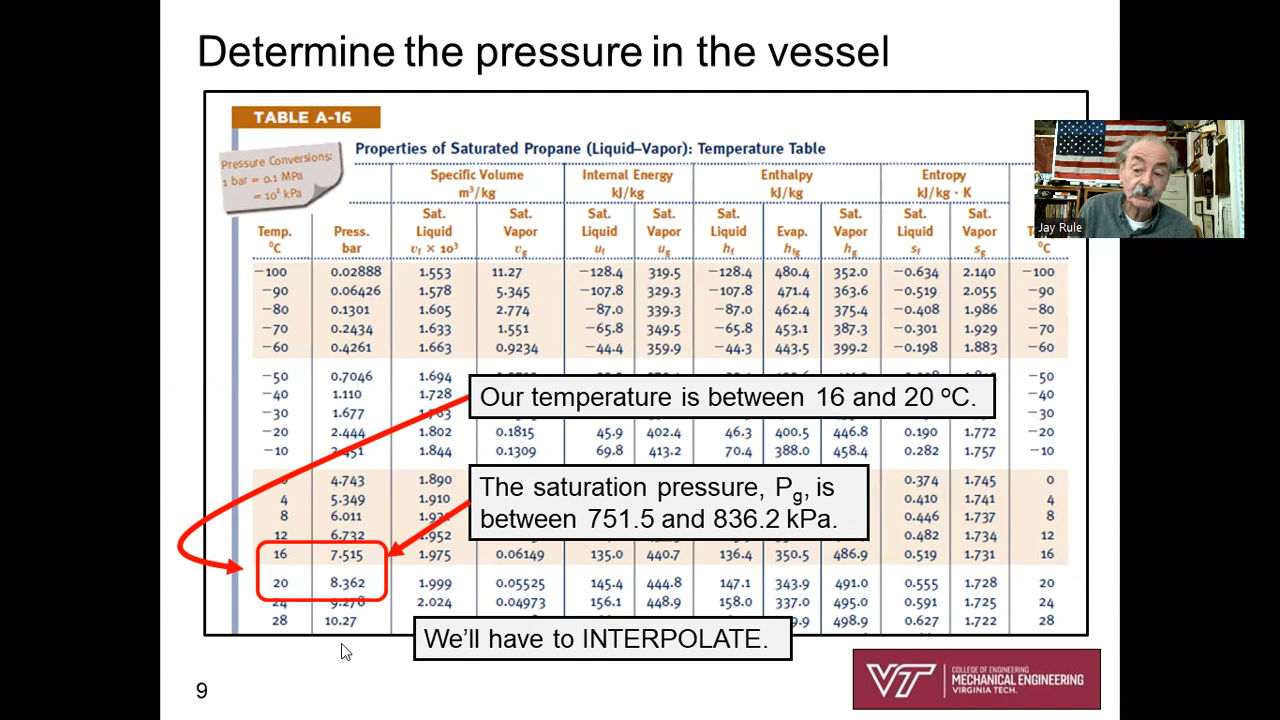 Determine the pressure in the vessel
TABLE A-16
Pressure Conversions:
1 bar = 0.1 MPa
= 10² kPa
Properties of Saturated Propane (Liquid–Vapor): Temperature Table
Specific Volume Internal Energy Enthalpy Entropy
m³/kg kJ/kg kJ/kg kJ/kg · K
Sat. Sat. Sat. Sat. Sat. Sat. Sat. Sat.
Temp. Press. Liquid Vapor Liquid Vapor Liquid Evap. Vapor Liquid Vapor
°C bar vf × 10³ vg uf ug hf hfg hg sf sg °C
−100 0.02888 1.553 11.27 −128.4 319.5 −128.4 480.4 352.0 −0.634 2.140 −100
−90 0.06426 1.578 5.345 −107.8 329.3 −107.8 471.4 363.6 −0.519 2.055 −90
−80 0.1301 1.605 2.774 −87.0 339.3 −87.0 462.4 375.4 −0.408 1.986 −80
−70 0.2434 1.633 1.551 −65.8 349.5 −65.8 453.1 387.3 −0.301 1.929 −70
−60 0.4261 1.663 0.9234 −44.4 359.9 −44.3 443.5 399.2 −0.198 1.883 −60
−50 0.7046 1.694 −50
−40 1.110 1.728 −40
−30 1.677 −30
−20 2.444 1.802 0.1815 45.9 402.4 46.3 400.5 446.8 0.190 1.772 −20
−10 1.844 0.1309 69.8 413.2 70.4 388.0 458.4 0.282 1.757 −10
4.743 1.890 0.374 1.745 0
4 5.349 1.910 0.410 1.741 4
8 6.011 0.446 1.737 8
12 6.732 1.952 0.482 1.734 12
16 7.515 1.975 0.06149 135.0 440.7 136.4 350.5 486.9 0.519 1.731 16
20 8.362 1.999 0.05525 145.4 444.8 147.1 343.9 491.0 0.555 1.728 20
24 9.278 2.024 0.04973 156.1 448.9 158.0 337.0 495.0 0.591 1.725 24
28 10.27 498.9 0.627 1.722 28
Our temperature is between 16 and 20 ºC.
The saturation pressure, Pg, is
between 751.5 and 836.2 kPa.
We'll have to INTERPOLATE.
Jay Rule
9
VT
COLLEGE OF ENGINEERING
MECHANICAL ENGINEERING
VIRGINIA TECH.